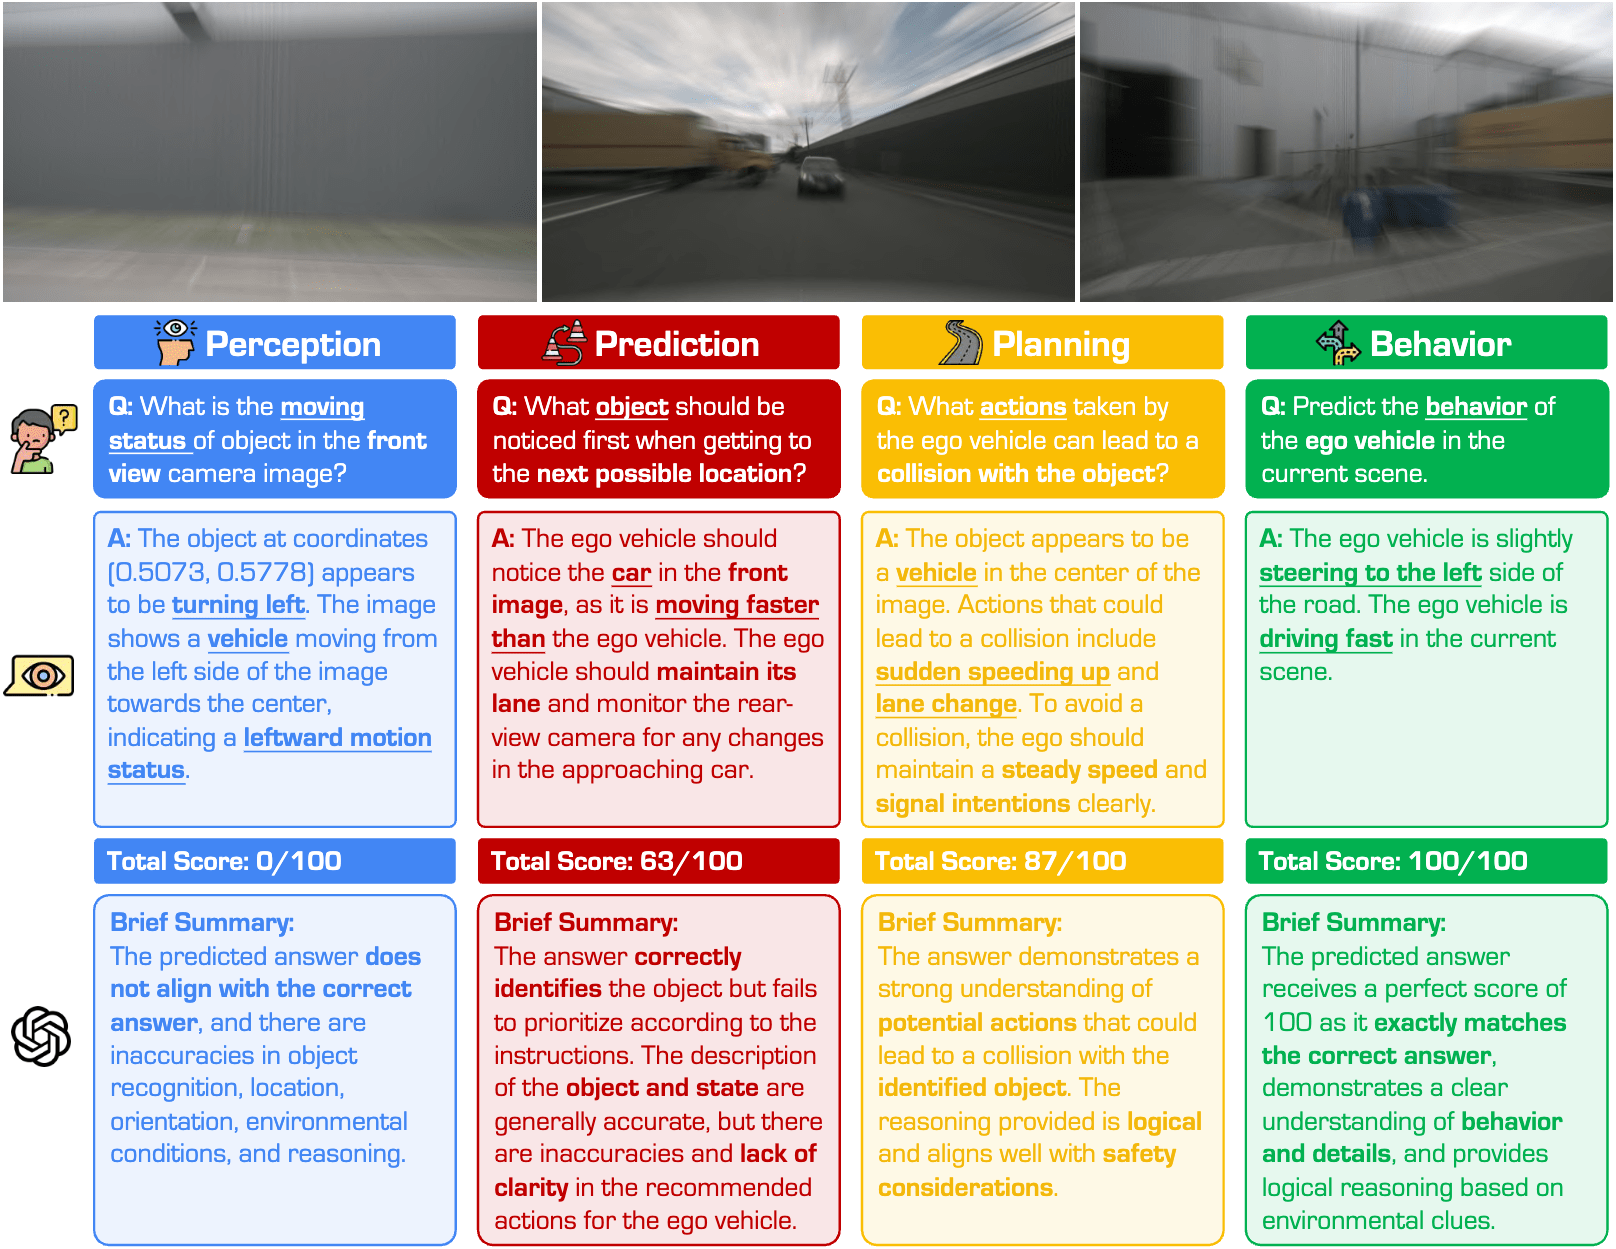 Perception
Q: What is the moving
status of object in the front
view camera image?
A: The object at coordinates
(0.5073, 0.5778) appears
to be turning left. The image
shows a vehicle moving from
the left side of the image
towards the center,
indicating a leftward motion
status.
Total Score: 0/100
Brief Summary:
The predicted answer does
not align with the correct
answer, and there are
inaccuracies in object
recognition, location,
orientation, environmental
conditions, and reasoning.
Prediction
Q: What object should be
noticed first when getting to
the next possible location?
A: The ego vehicle should
notice the car in the front
image, as it is moving faster
than the ego vehicle. The ego
vehicle should maintain its
lane and monitor the rear-
view camera for any changes
in the approaching car.
Total Score: 63/100
Brief Summary:
The answer correctly
identifies the object but fails
to prioritize according to the
instructions. The description
of the object and state are
generally accurate, but there
are inaccuracies and lack of
clarity in the recommended
actions for the ego vehicle.
Planning
Q: What actions taken by
the ego vehicle can lead to a
collision with the object?
A: The object appears to be
a vehicle in the center of the
image. Actions that could
lead to a collision include
sudden speeding up and
lane change. To avoid a
collision, the ego should
maintain a steady speed and
signal intentions clearly.
Total Score: 87/100
Brief Summary:
The answer demonstrates a
strong understanding of
potential actions that could
lead to a collision with the
identified object. The
reasoning provided is logical
and aligns well with safety
considerations.
Behavior
Q: Predict the behavior of
the ego vehicle in the
current scene.
A: The ego vehicle is slightly
steering to the left side of
the road. The ego vehicle is
driving fast in the current
scene.
Total Score: 100/100
Brief Summary:
The predicted answer
receives a perfect score of
100 as it exactly matches
the correct answer,
demonstrates a clear
understanding of behavior
and details, and provides
logical reasoning based on
environmental clues.